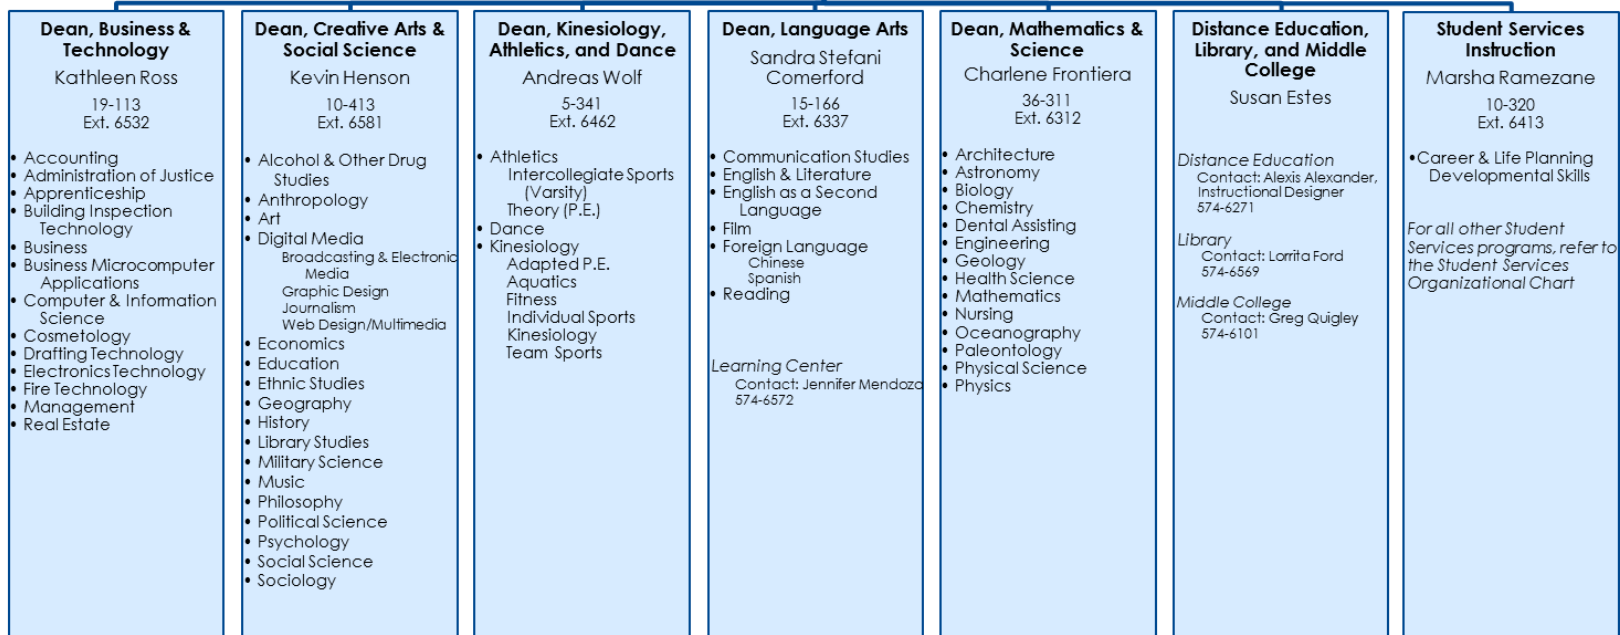 Dean, Business &
Technology
Kathleen Ross
19-113
Ext. 6532
• Accounting
• Administration of Justice
• Apprenticeship
• Building Inspection
Technology
• Business
• Business Microcomputer
Applications
• Computer & Information
Science
• Cosmetology
• Drafting Technology
• Electronics Technology
• Fire Technology
• Management
• Real Estate
Dean, Creative Arts &
Social Science
Kevin Henson
10-413
Ext. 6581
• Alcohol & Other Drug
Studies
• Anthropology
• Art
• Digital Media
Broadcasting & Electronic
Media
Graphic Design
Journalism
Web Design/Multimedia
• Economics
• Education
• Ethnic Studies
• Geography
• History
• Library Studies
• Military Science
• Music
• Philosophy
• Political Science
• Psychology
• Social Science
• Sociology
Dean, Kinesiology,
Athletics, and Dance
Andreas Wolf
5-341
Ext. 6462
• Athletics
Intercollegiate Sports
(Varsity)
Theory (P.E.)
• Dance
• Kinesiology
Adapted P.E.
Aquatics
Fitness
Individual Sports
Kinesiology
Team Sports
Dean, Language Arts
Sandra Stefani
Comerford
15-166
Ext. 6337
• Communication Studies
• English & Literature
• English as a Second
Language
• Film
• Foreign Language
Chinese
Spanish
• Reading
Learning Center
Contact: Jennifer Mendoza
574-6572
Dean, Mathematics &
Science
Charlene Frontiera
36-311
Ext. 6312
• Architecture
• Astronomy
• Biology
• Chemistry
• Dental Assisting
• Engineering
• Geology
• Health Science
• Mathematics
• Nursing
• Oceanography
• Paleontology
• Physical Science
• Physics
Distance Education,
Library, and Middle
College
Susan Estes
Distance Education
Contact: Alexis Alexander,
Instructional Designer
574-6271
Library
Contact: Lorrita Ford
574-6569
Middle College
Contact: Greg Quigley
574-6101
Student Services
Instruction
Marsha Ramezane
10-320
Ext. 6413
•Career & Life Planning
Developmental Skills
For all other Student
Services programs, refer to
the Student Services
Organizational Chart